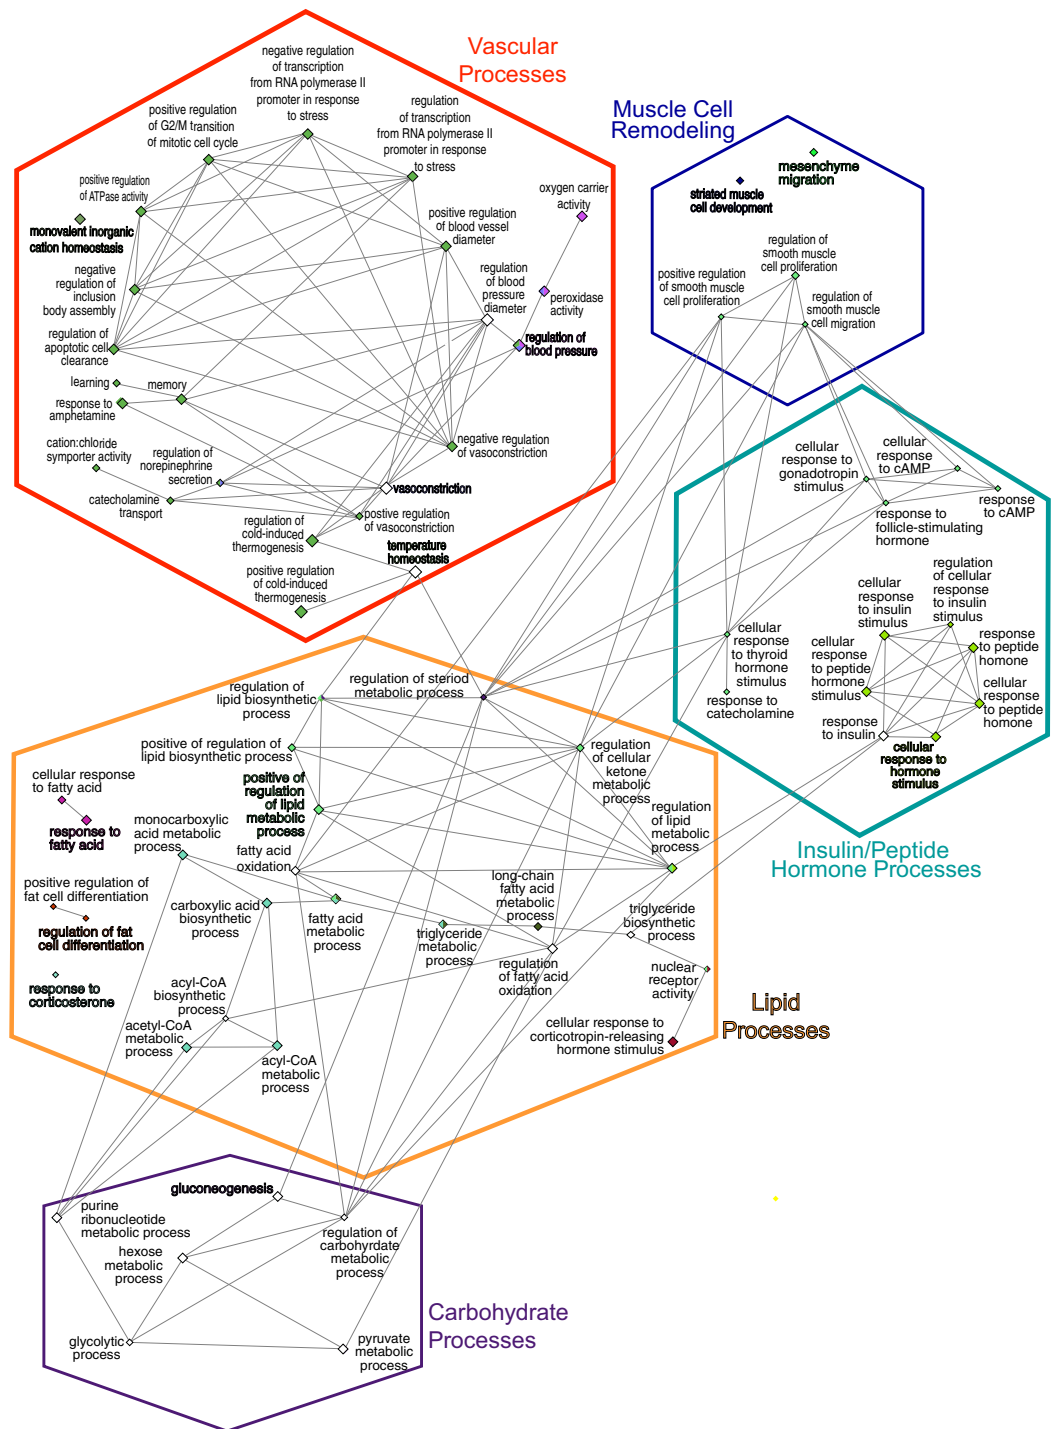 Vascular
Processes
negative regulation
of transcription
from RNA polymerase II
promoter in response
to stress
positive regulation
of G2/M transition
of mitotic cell cycle
regulation
of transcription
from RNA polymerase II
promoter in response
to stress
positive regulation
of ATPase activity
monovalent inorganic
cation homeostasis
oxygen carrier
activity
positive regulation
of blood vessel
diameter
negative
regulation of
inclusion
body assembly
regulation
of blood
pressure
diameter
peroxidase
activity
regulation of
apoptotic cell
clearance
regulation of
blood pressure
learning
memory
response to
amphetamine
cation:chloride
symporter activity
regulation of
norepinephrine
secretion
negative regulation
of vasoconstriction
vasoconstriction
catecholamine
transport
postive regulation
of vasoconstriction
regulation of
cold-induced
thermogenesis
temperature
homeostasis
positive regulation
of cold-induced
thermogenesis
Muscle Cell
Remodeling
mesenchyme
migration
striated muscle
cell development
regulation of
smooth muscle
cell proliferation
positive regulation
of smooth muscle
cell proliferation
regulation of
smooth muscle
cell migration
cellular
response to
gonadotropin
stimulus
cellular
response
to cAMP
response
to cAMP
response to
follicle-stimulating
hormone
cellular
response
to insulin
stimulus
regulation
of cellular
response
to insulin
stimulus
response
to peptide
homone
cellular
response
to peptide
hormone
stimulus
cellular
response
to peptide
homone
cellular
response
to thyroid
hormone
stimulus
response to
catecholamine
response
to insulin
cellular
response to
hormone
stimulus
Insulin/Peptide
Hormone Processes
regulation of
lipid biosynthetic
process
regulation of steriod
metabolic process
positive of regulation of
lipid biosynthetic process
regulation
of cellular
ketone
metabolic
process
cellular response
to fatty acid
response to
fatty acid
positive of
regulation
of lipid
metabolic
process
regulation
of lipid
metabolic
process
monocarboxylic
acid metabolic
process
fatty acid
oxidation
long-chain
fatty acid
metabolic
process
positive regulation of
fat cell differentiation
regulation of fat
cell differentiation
carboxylic acid
biosynthetic
process
fatty acid
metabolic
process
triglyceride
metabolic
process
triglyceride
biosynthetic
process
response to
corticosterone
regulation
of fatty acid
oxidation
nuclear
receptor
activity
acyl-CoA
biosynthetic
process
acetyl-CoA
metabolic
process
acyl-CoA
metabolic
process
cellular response to
corticotropin-releasing
hormone stimulus
Lipid
Processes
gluconeogenesis
purine
ribonucleotide
metabolic process
regulation of
carbohyrdate
metabolic
process
hexose
metabolic
process
glycolytic
process
pyruvate
metabolic
process
Carbohydrate
Processes